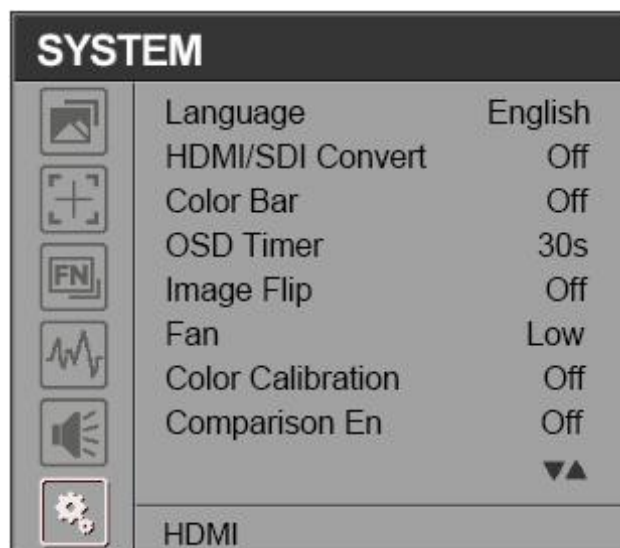 SYSTEM
Language English
HDMI/SDI Convert Off
Color Bar Off
OSD Timer 30s
FN
Image Flip Off
Fan Low
Color Calibration Off
Comparison En Off
HDMI